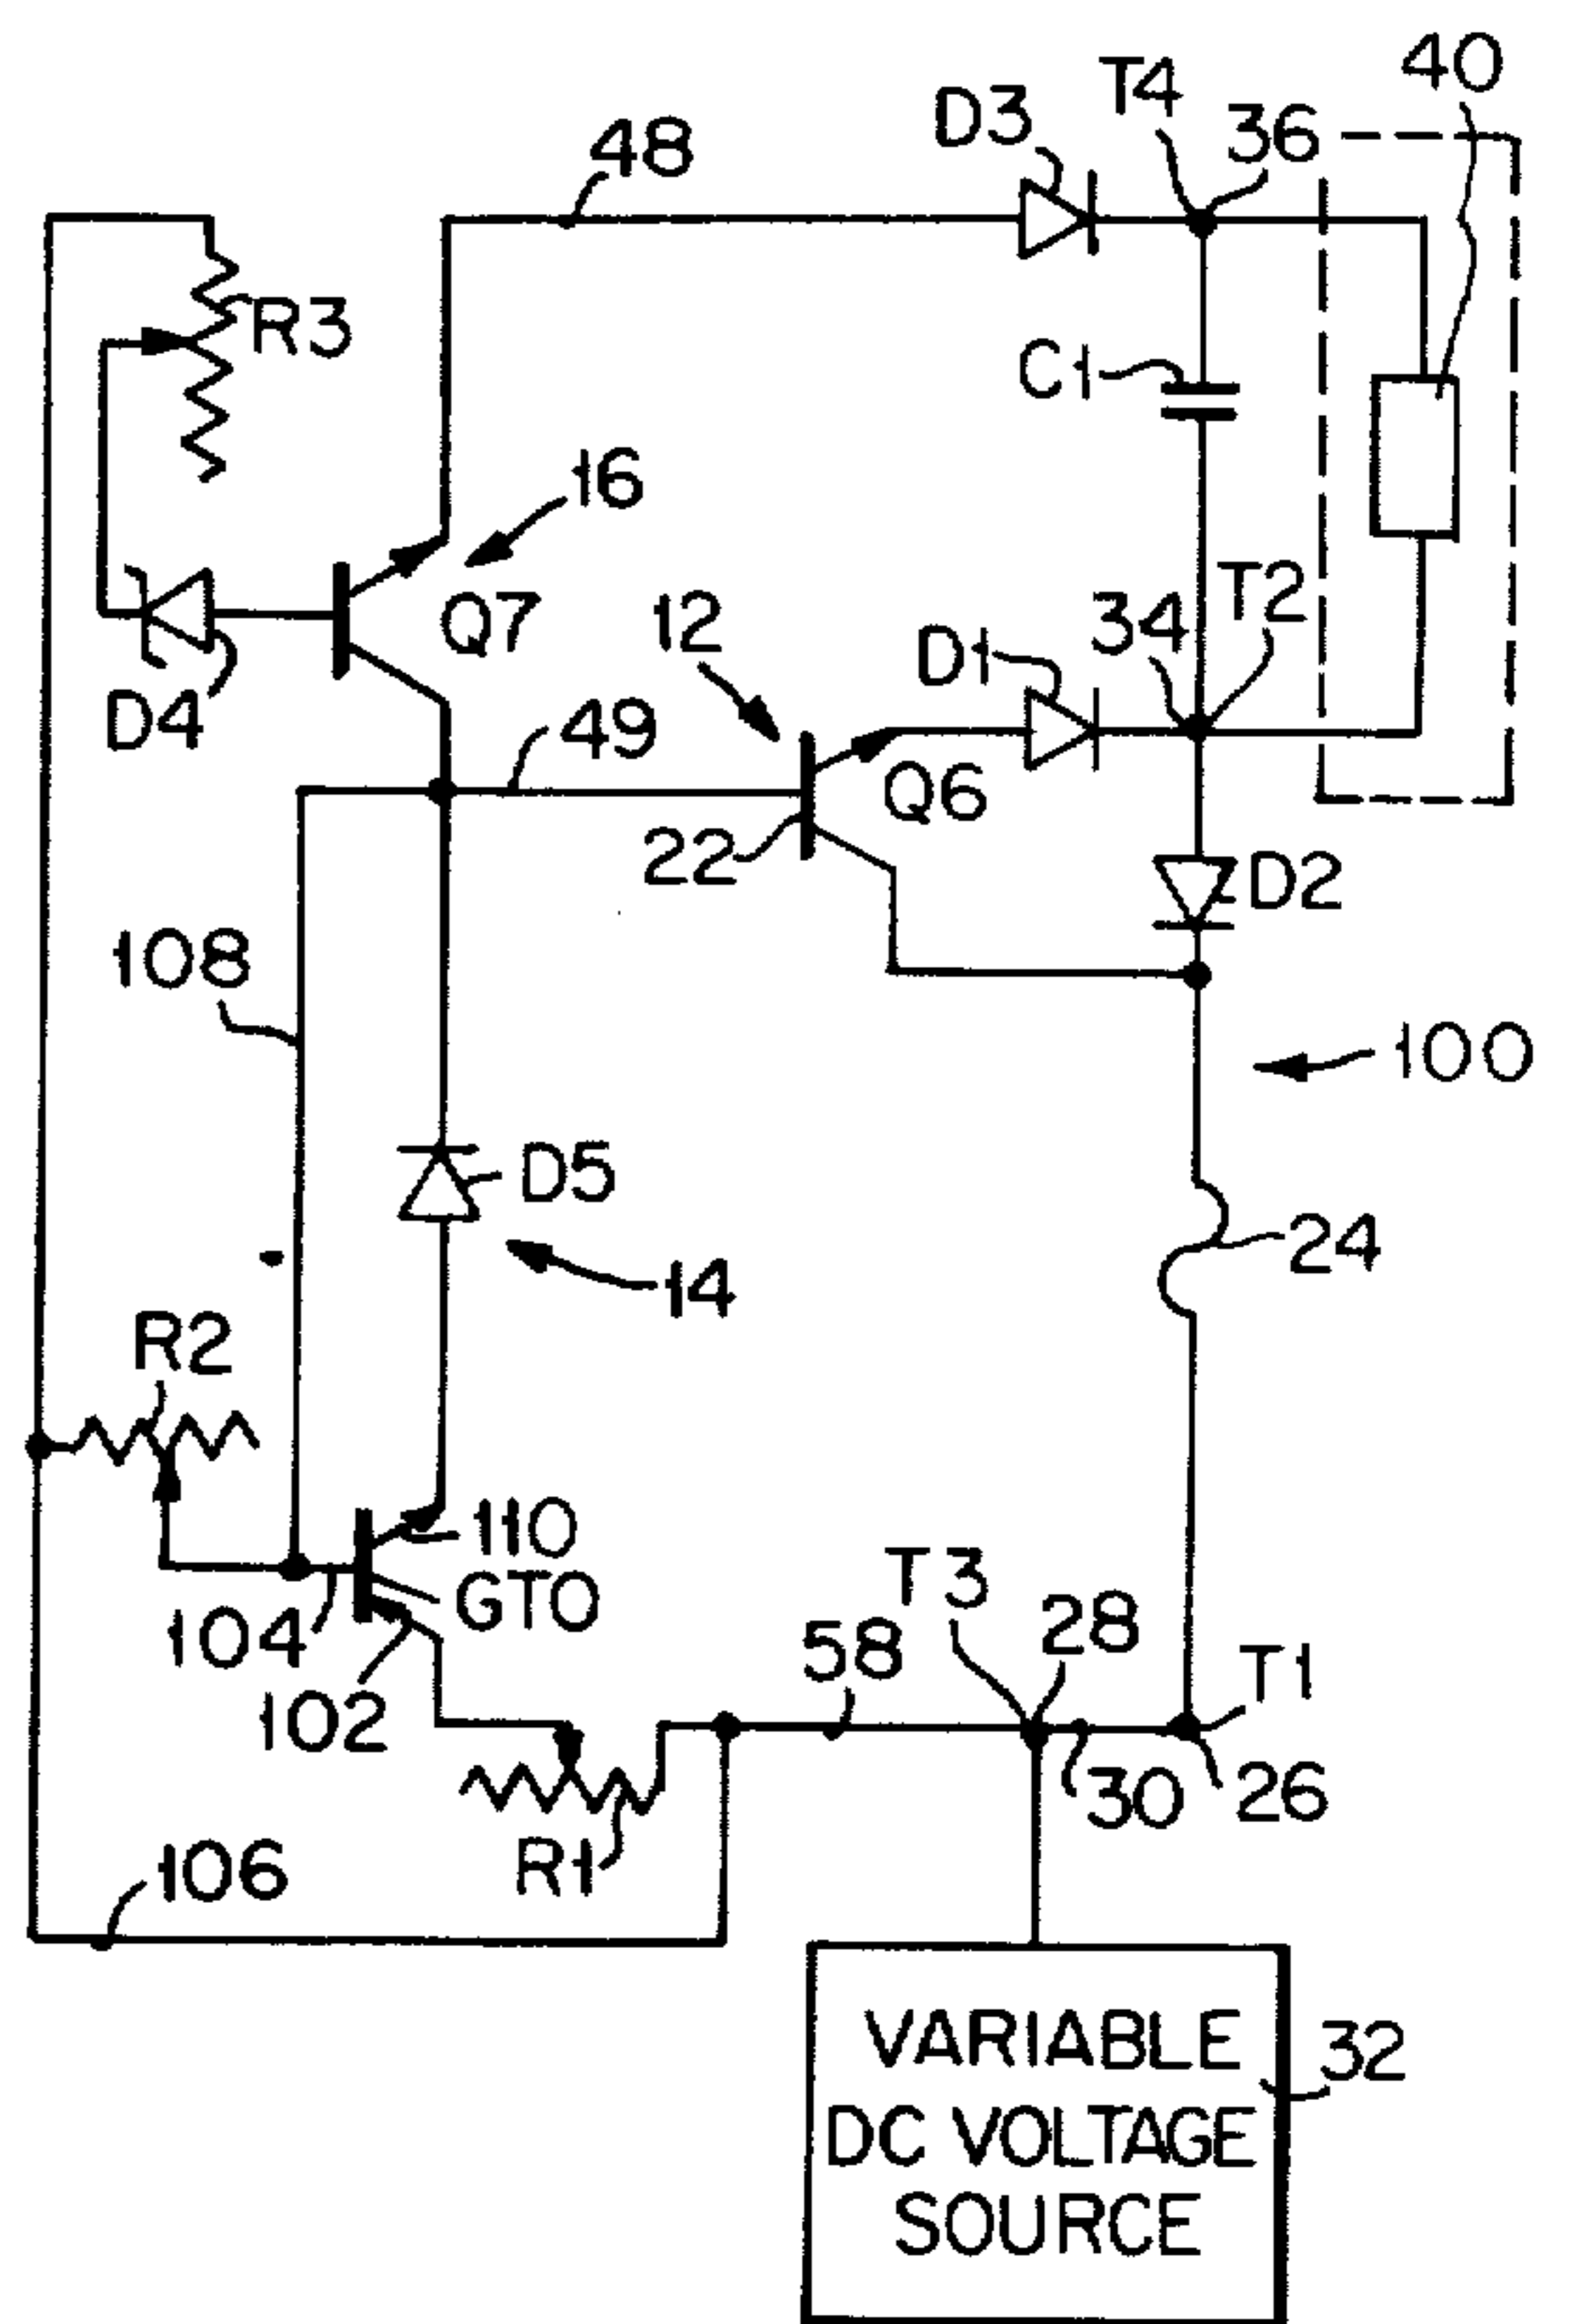 40
T4
D3
36
48
R3
C1
16
T2
12
34
Q7
D1
D4
49
Q6
22
D2
108
100
D5
24
14
R2
110
GTO
T3
104
28
58
T1
102
30
26
R1
106
VARIABLE
DC VOLTAGE
SOURCE
32